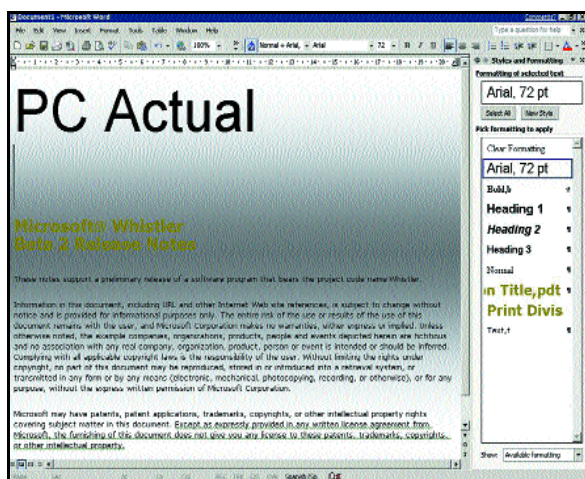 Document1 - Microsoft Word
Comments?
File Edit View Insert Format Tools Table Window Help
Type a question for help
100%
Normal + Arial,
Arial
72
Styles and Formatting
Formatting of selected text
Arial, 72 pt
Select All
New Style
Pick formatting to apply
Clear Formatting
Arial, 72 pt
Bold,b
Heading 1
Heading 2
Heading 3
Normal
n Title,pdt
Print Divis
Text,t
Show:
Available formatting
PC Actual
Microsoft® Whistler
Beta 2 Release Notes
These notes support a preliminary release of a software program that bears the project code name Whistler.
Information in this document, including URL and other Internet Web site references, is subject to change without
notice and is provided for informational purposes only. The entire risk of the use or results of the use of this
document remains with the user, and Microsoft Corporation makes no warranties, either express or implied. Unless
otherwise noted, the example companies, organizations, products, people and events depicted herein are fictitious
and no association with any real company, organization, product, person or event is intended or should be inferred.
Complying with all applicable copyright laws is the responsibility of the user. Without limiting the rights under
copyright, no part of this document may be reproduced, stored in or introduced into a retrieval system, or
transmitted in any form or by any means (electronic, mechanical, photocopying, recording, or otherwise), or for any
purpose, without the express written permission of Microsoft Corporation.
Microsoft may have patents, patent applications, trademarks, copyrights, or other intellectual property rights
covering subject matter in this document. Except as expressly provided in any written license agreement from
Microsoft, the furnishing of this document does not give you any license to these patents, trademarks, copyrights,
or other intellectual property.